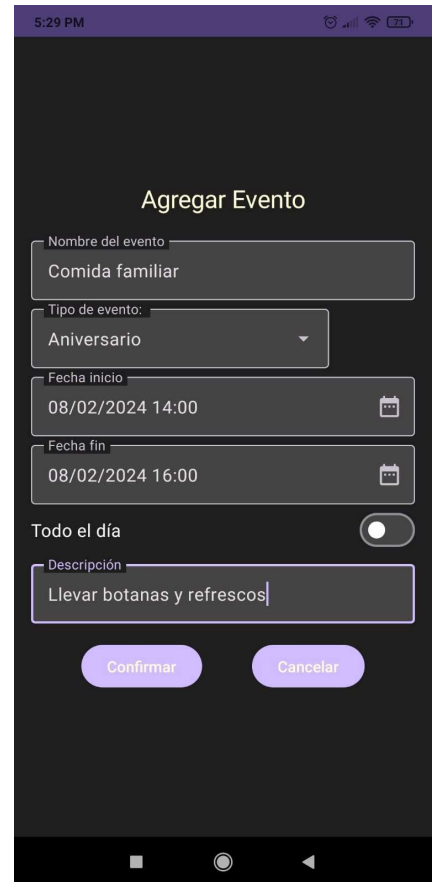 5:29 PM
73
Agregar Evento
Nombre del evento
Comida familiar
Tipo de evento:
Aniversario
Fecha inicio
08/02/2024 14:00
Fecha fin
08/02/2024 16:00
Todo el día
Descripción
Llevar botanas y refrescos
Confirmar Cancelar